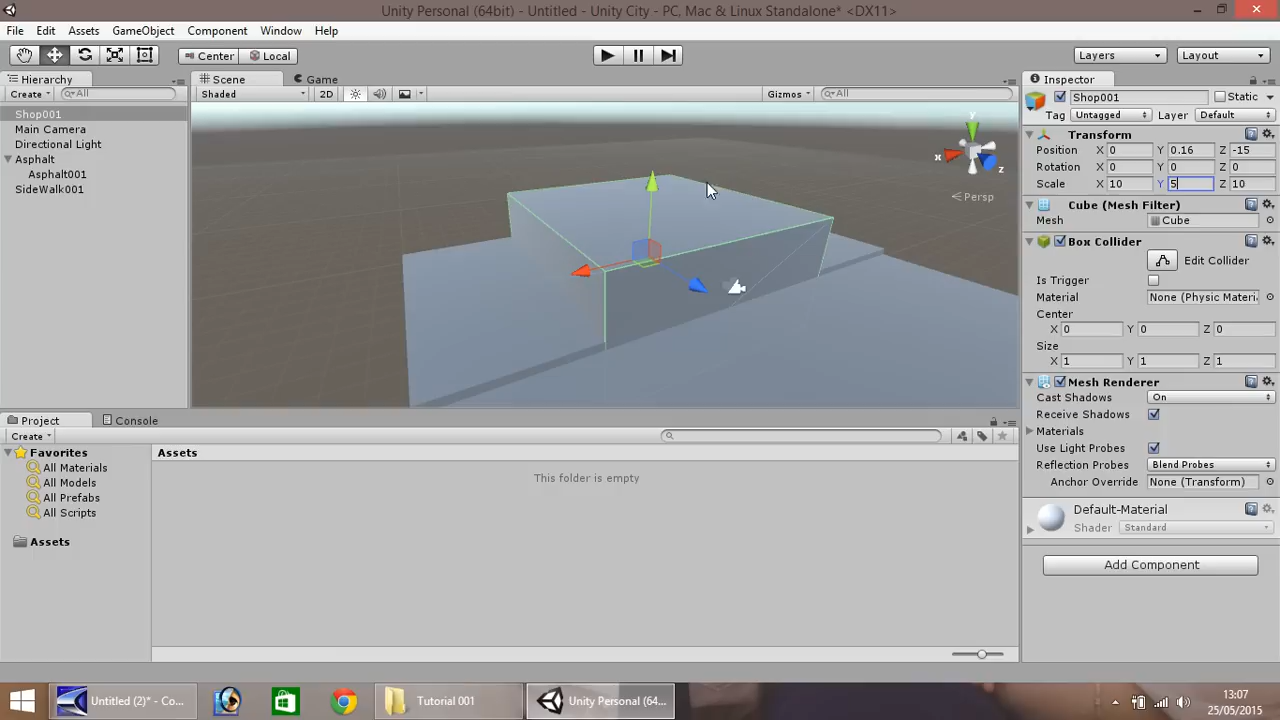 Unity Personal (64bit) - Untitled - Unity City - PC, Mac & Linux Standalone* <DX11>
File Edit Assets GameObject Component Window Help
Center Local Layers Layout
Hierarchy Scene Game Inspector
Create All Shaded 2D Gizmos All Shop001 Static
Shop001 Tag Untagged Layer Default
Main Camera Transform
Directional Light Position X 0 Y 0.16 Z -15
Asphalt x y z Rotation X 0 Y 0 Z 0
Asphalt001 Scale X 10 Y 5 Z 10
SideWalk001 Persp Cube (Mesh Filter)
Mesh Cube
Box Collider
Edit Collider
Is Trigger
Material None (Physic Materi
Center
X 0 Y 0 Z 0
Size
X 1 Y 1 Z 1
Mesh Renderer
Cast Shadows On
Receive Shadows
Project Console
Create Materials
Favorites Assets Use Light Probes
All Materials This folder is empty Reflection Probes Blend Probes
All Models Anchor Override None (Transform)
All Prefabs Default-Material
All Scripts Shader Standard
Assets Add Component
Untitled (2)* - Co... Tutorial 001 Unity Personal (64... 13:07
25/05/2015